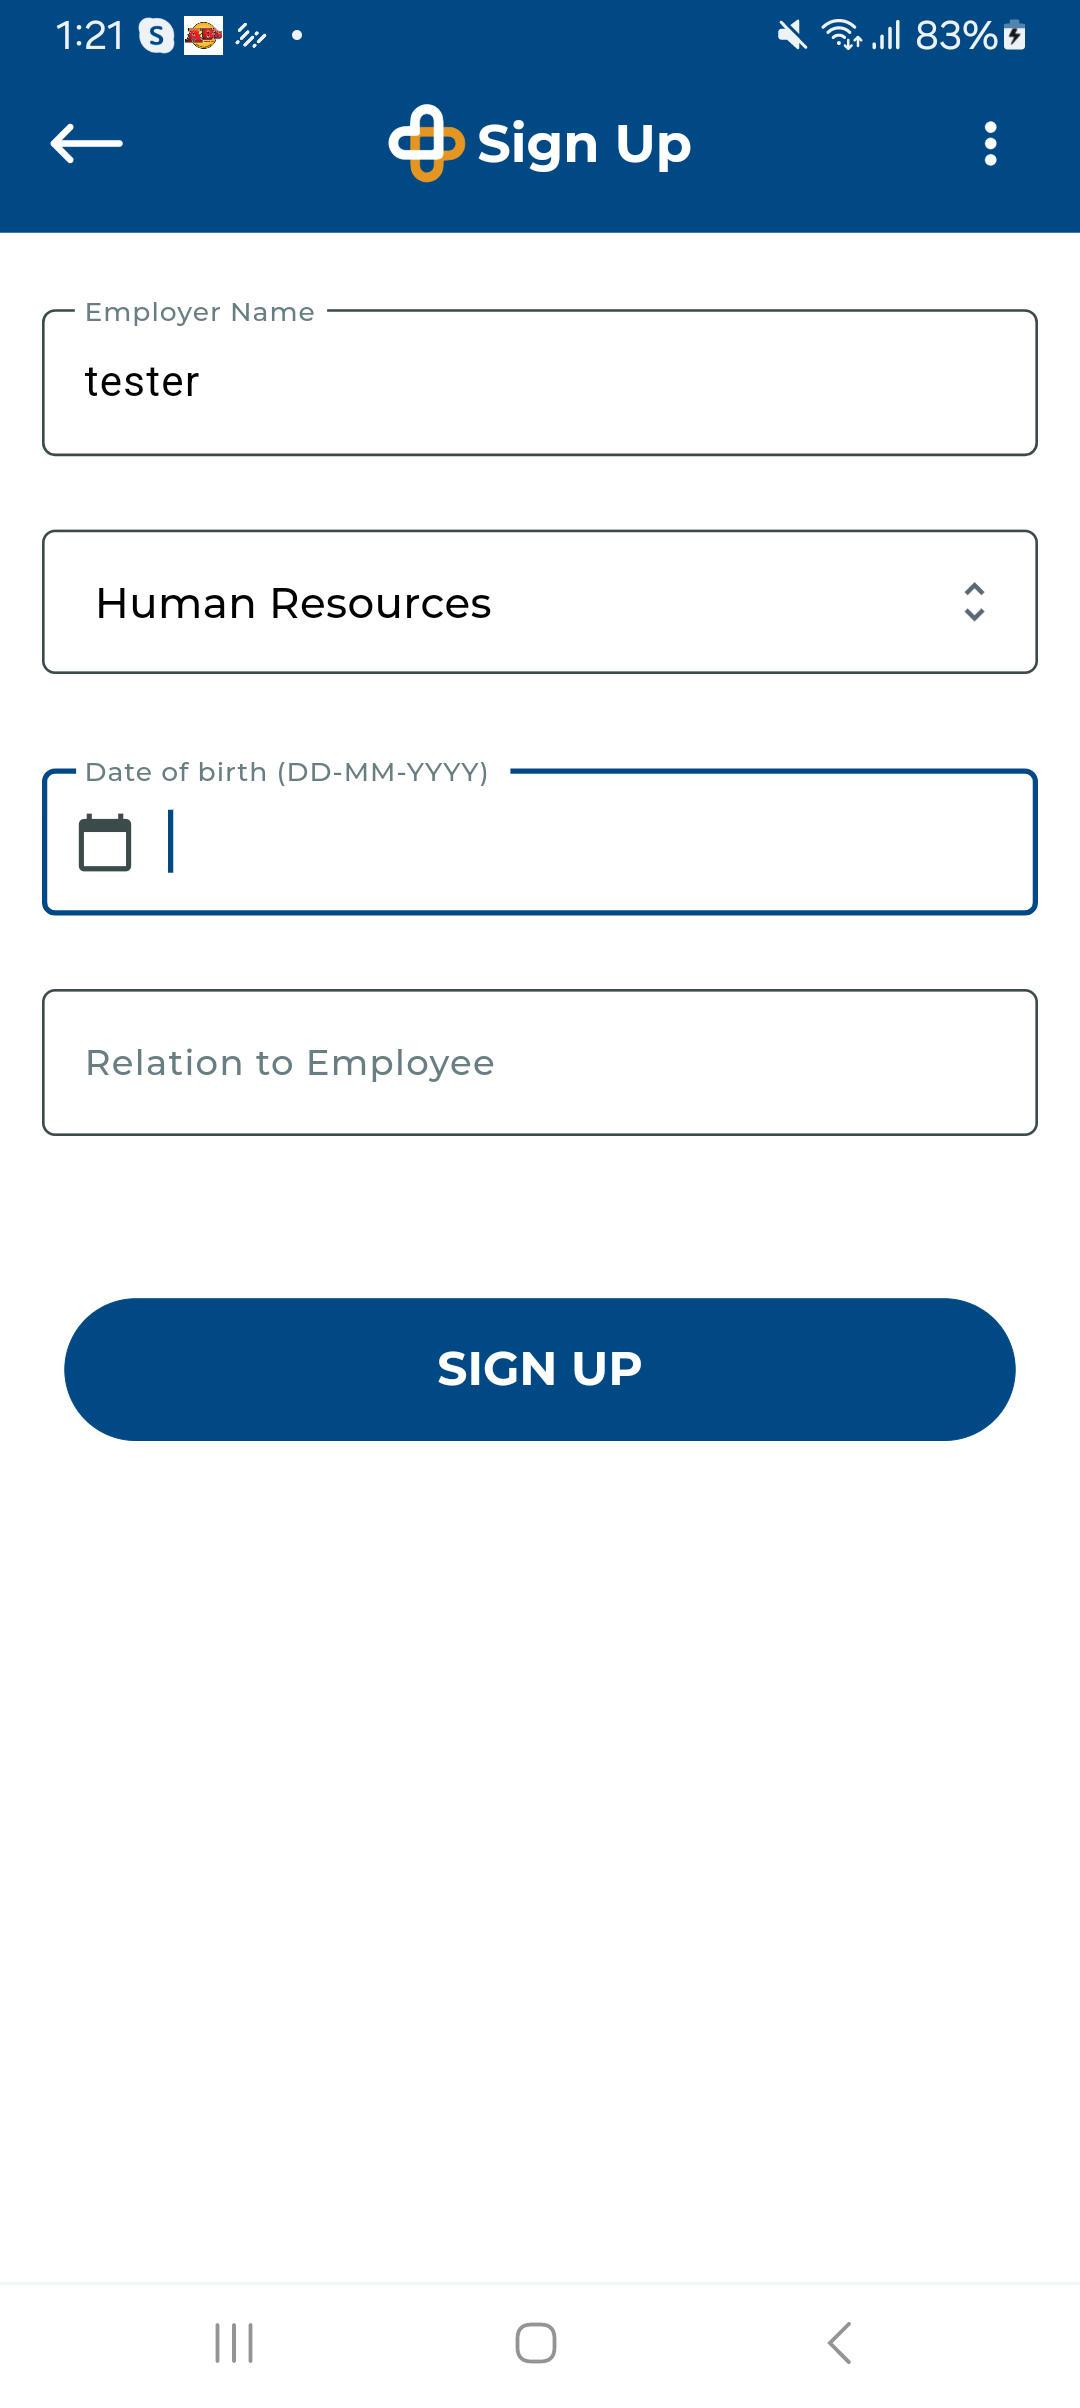 1:21 S AB's 83%
Sign Up
Employer Name
tester
Human Resources
Date of birth (DD-MM-YYYY)
Relation to Employee
SIGN UP